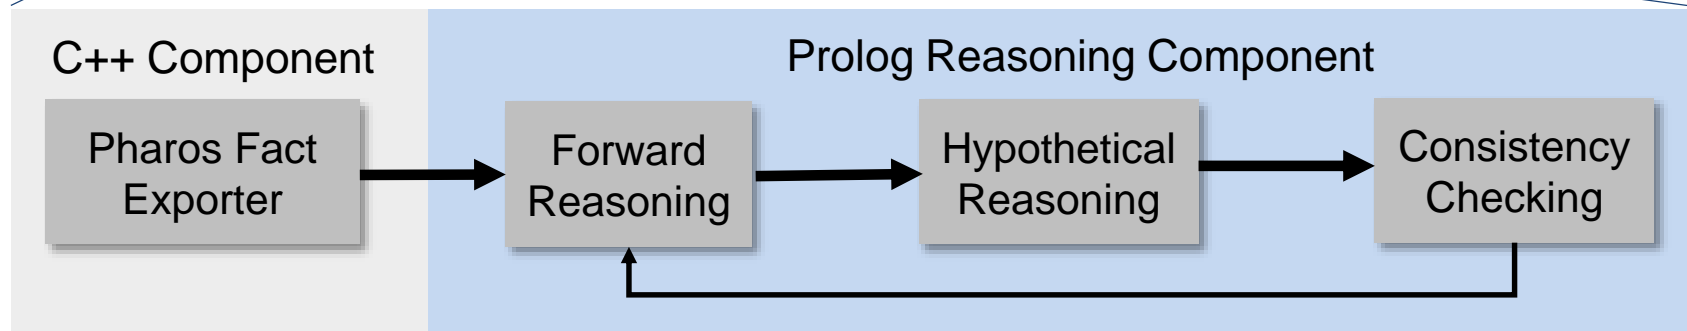 C++ Component
Prolog Reasoning Component
Pharos Fact
Exporter
Forward
Reasoning
Hypothetical
Reasoning
Consistency
Checking